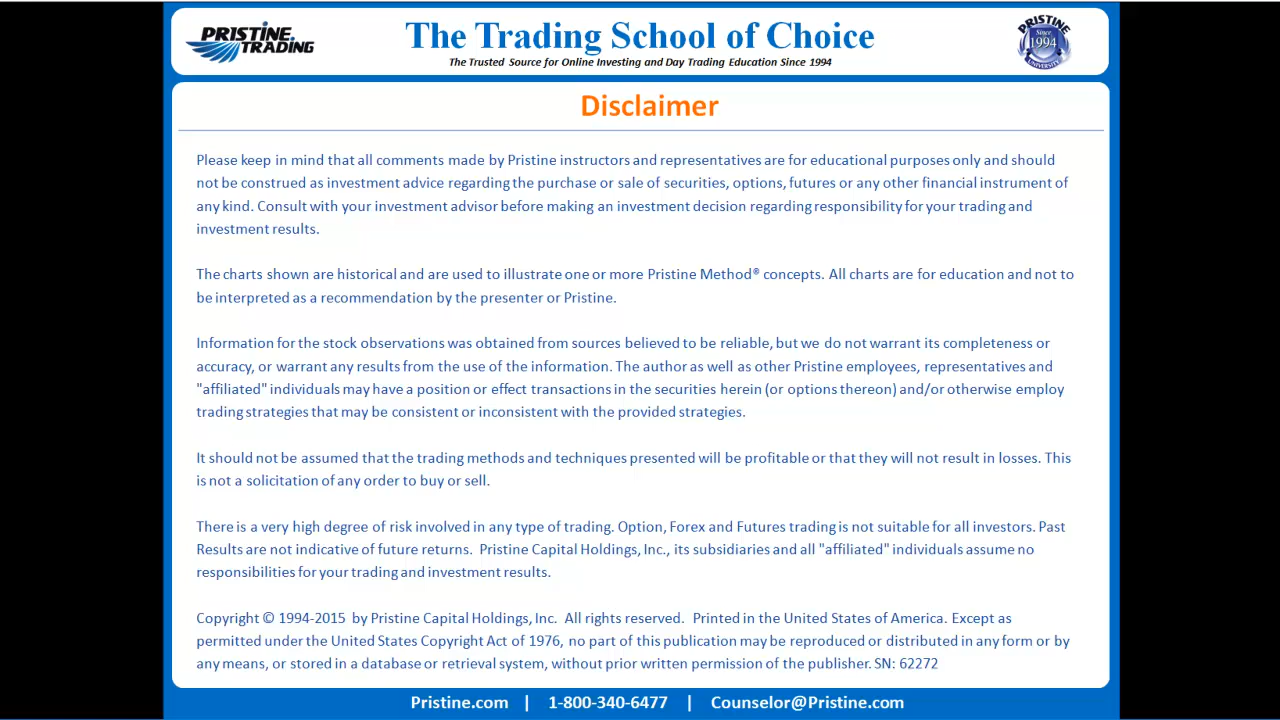 PRISTINE
TRADING
The Trading School of Choice
The Trusted Source for Online Investing and Day Trading Education Since 1994
PRISTINE
Since
1994
UNIVERSITY
Disclaimer
Please keep in mind that all comments made by Pristine instructors and representatives are for educational purposes only and should
not be construed as investment advice regarding the purchase or sale of securities, options, futures or any other financial instrument of
any kind. Consult with your investment advisor before making an investment decision regarding responsibility for your trading and
investment results.
The charts shown are historical and are used to illustrate one or more Pristine Method® concepts. All charts are for education and not to
be interpreted as a recommendation by the presenter or Pristine.
Information for the stock observations was obtained from sources believed to be reliable, but we do not warrant its completeness or
accuracy, or warrant any results from the use of the information. The author as well as other Pristine employees, representatives and
"affiliated" individuals may have a position or effect transactions in the securities herein (or options thereon) and/or otherwise employ
trading strategies that may be consistent or inconsistent with the provided strategies.
It should not be assumed that the trading methods and techniques presented will be profitable or that they will not result in losses. This
is not a solicitation of any order to buy or sell.
There is a very high degree of risk involved in any type of trading. Option, Forex and Futures trading is not suitable for all investors. Past
Results are not indicative of future returns.  Pristine Capital Holdings, Inc., its subsidiaries and all "affiliated" individuals assume no
responsibilities for your trading and investment results.
Copyright © 1994-2015  by Pristine Capital Holdings, Inc.  All rights reserved.  Printed in the United States of America. Except as
permitted under the United States Copyright Act of 1976, no part of this publication may be reproduced or distributed in any form or by
any means, or stored in a database or retrieval system, without prior written permission of the publisher. SN: 62272
Pristine.com | 1-800-340-6477 | Counselor@Pristine.com